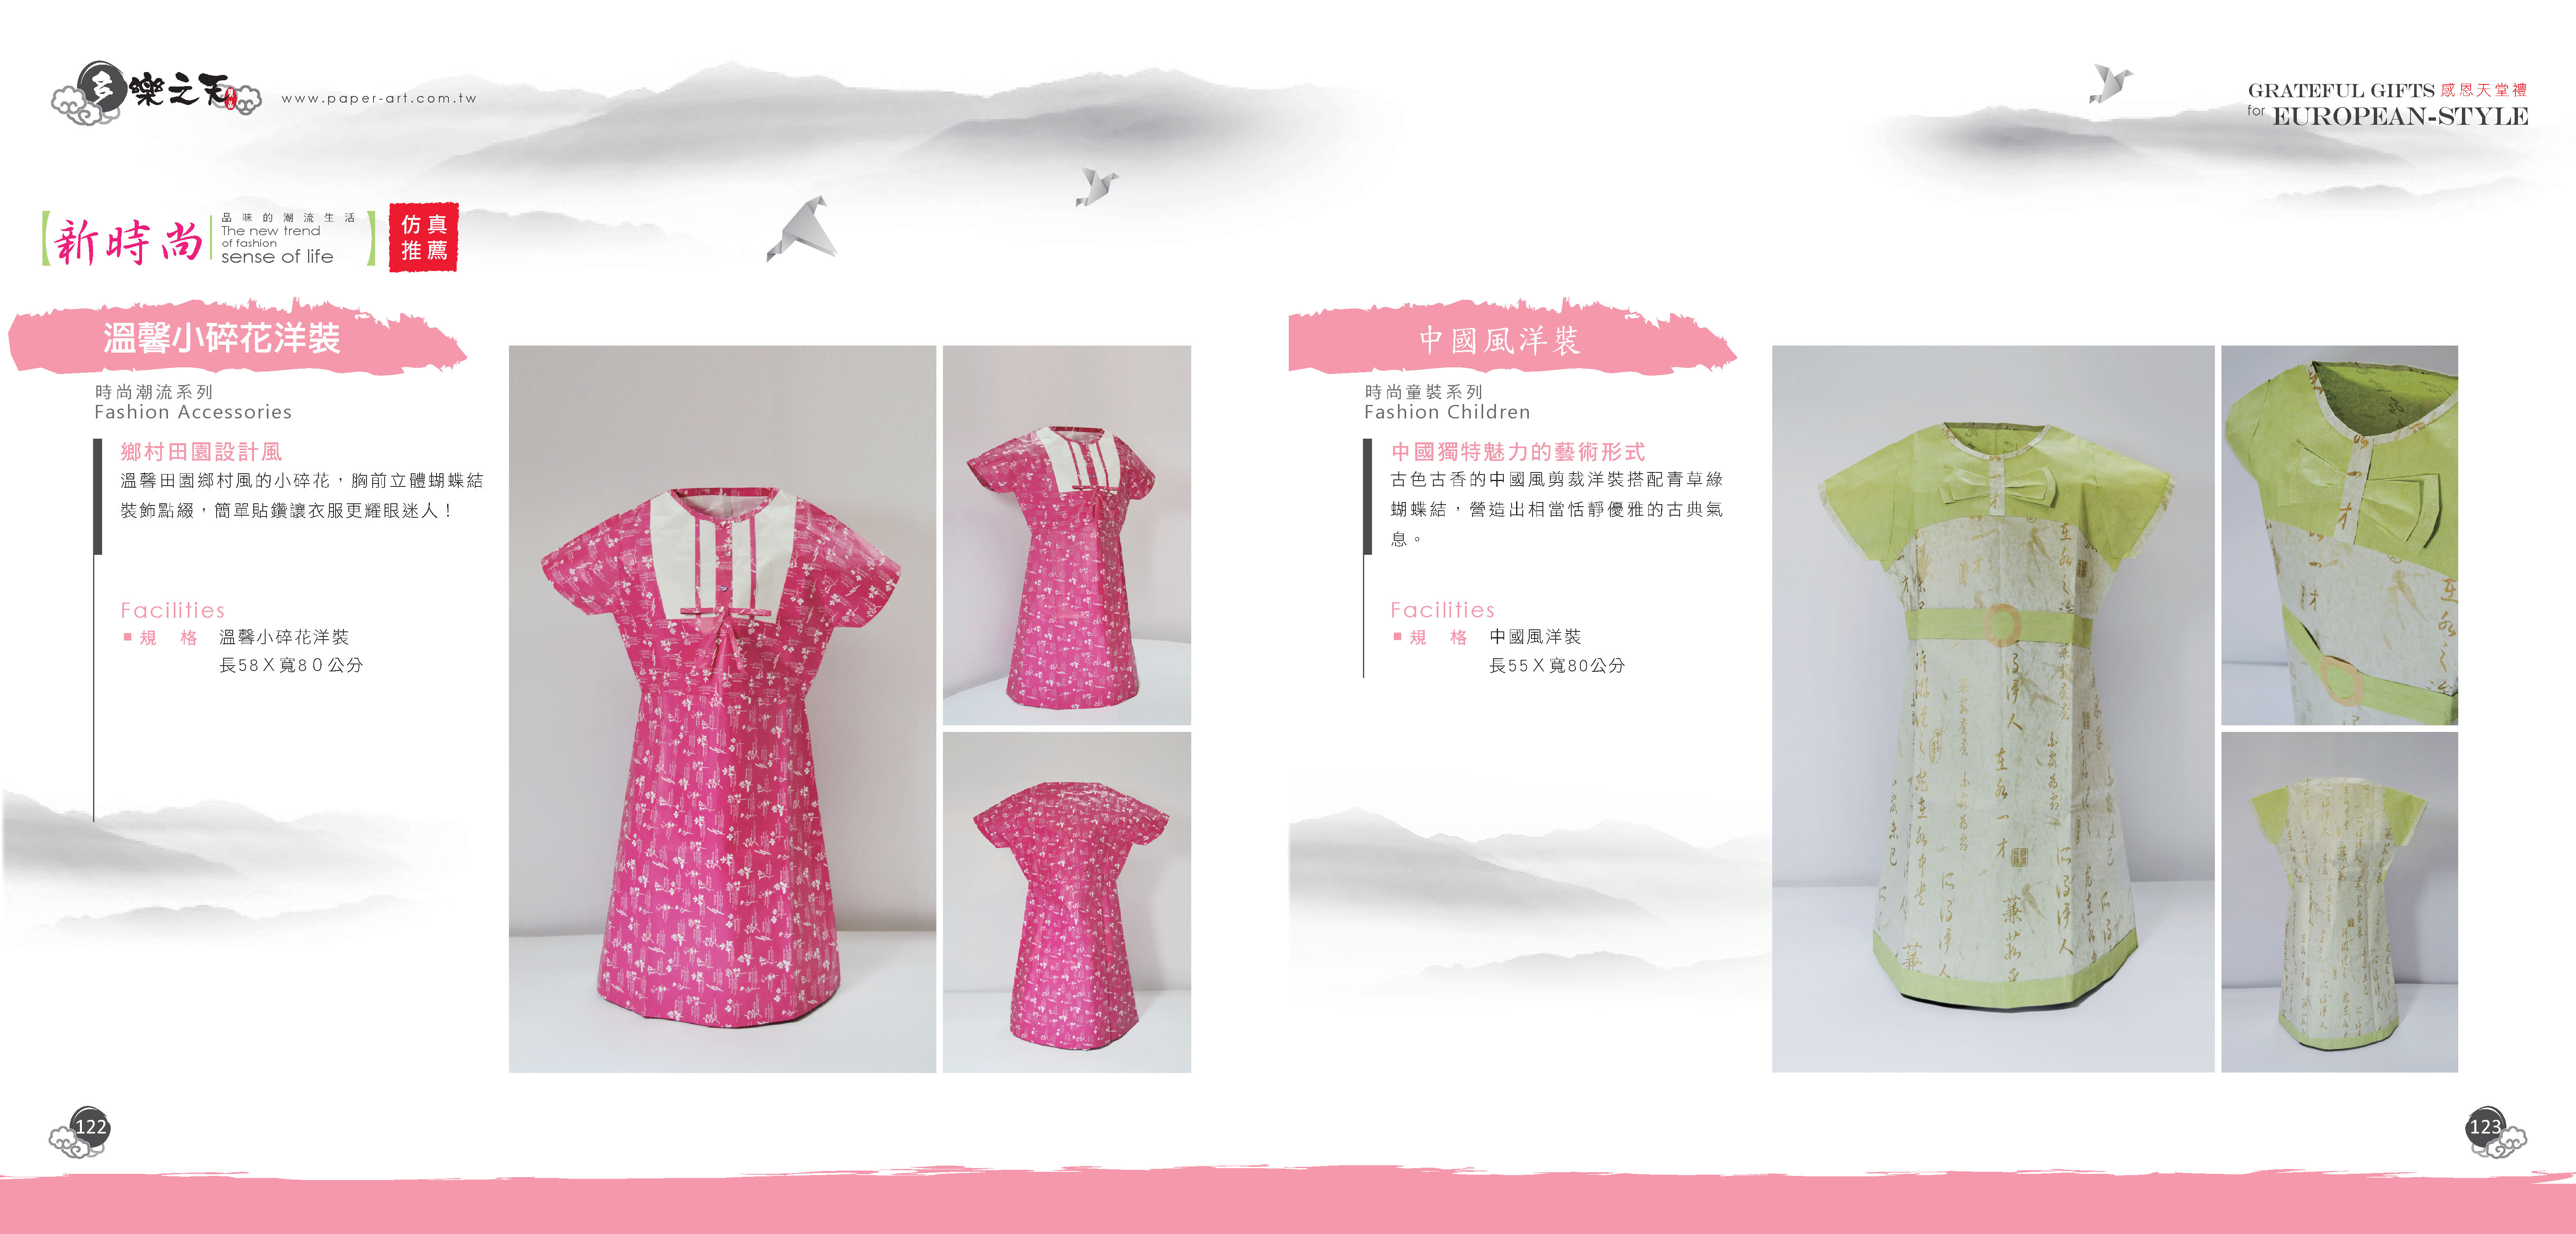 多樂之天
www.paper-art.com.tw
GRATEFUL GIFTS 感恩天堂禮
for EUROPEAN-STYLE
新時尚
品味的潮流生活
The new trend
of fashion
sense of life
仿真
推薦
溫馨小碎花洋裝
時尚潮流系列
Fashion Accessories
鄉村田園設計風
溫馨田園鄉村風的小碎花，胸前立體蝴蝶結
裝飾點綴，簡單貼鑽讓衣服更耀眼迷人！
Facilities
■ 規 格 溫馨小碎花洋裝
長58X寬80公分
122
中國風洋裝
時尚童裝系列
Fashion Children
中國獨特魅力的藝術形式
古色古香的中國風剪裁洋裝搭配青草綠
蝴蝶結，營造出相當恬靜優雅的古典氣
息。
Facilities
■ 規 格 中國風洋裝
長55X寬80公分
123